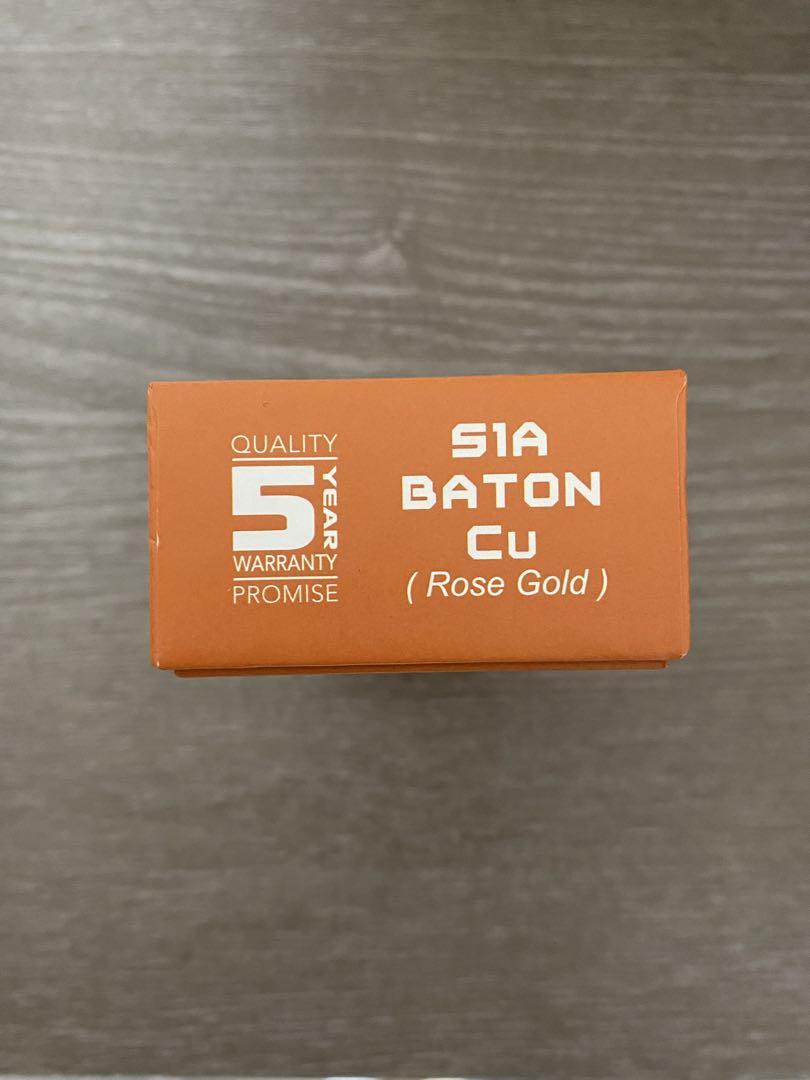 QUALITY
5 YEAR
WARRANTY
PROMISE
S1A
BATON
Cu
( Rose Gold )